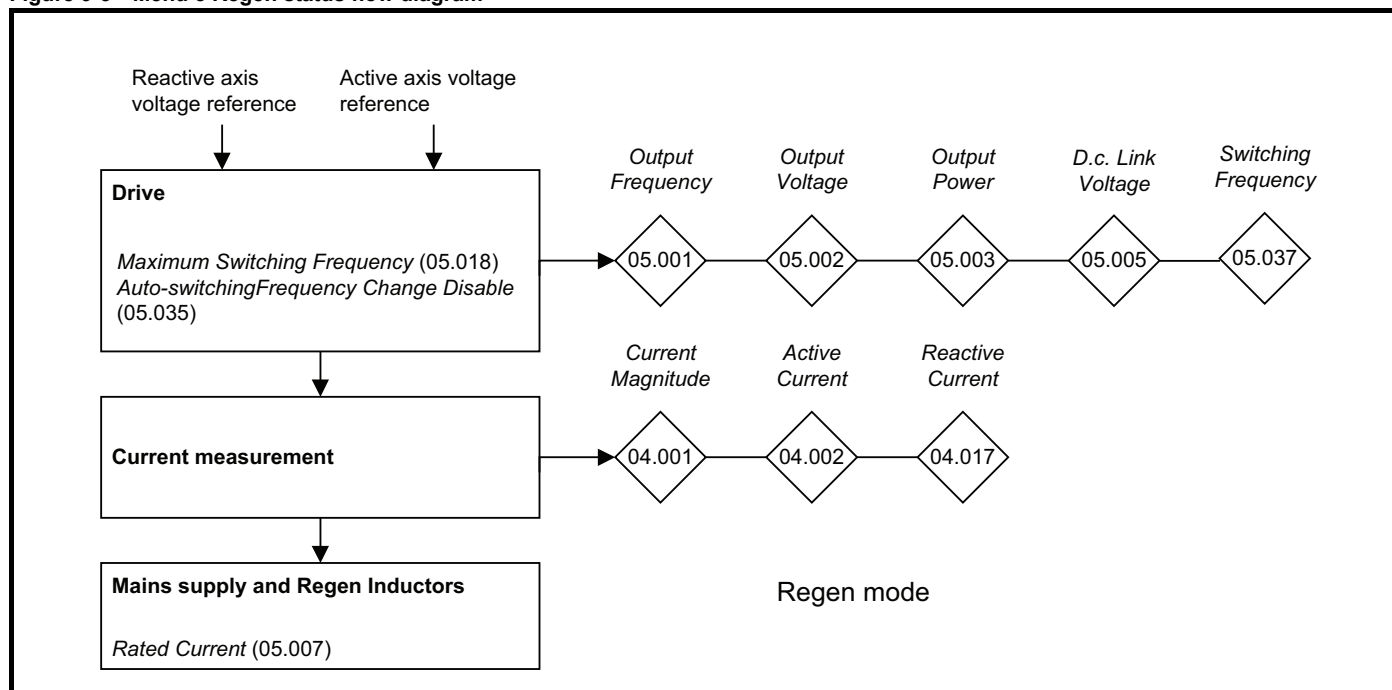 Reactive axis
voltage reference
Active axis voltage
reference
Drive
Maximum Switching Frequency (05.018)
Auto-switchingFrequency Change Disable
(05.035)
Output
Frequency
Output
Voltage
Output
Power
D.c. Link
Voltage
Switching
Frequency
05.001
05.002
05.003
05.005
05.037
Current measurement
Current
Magnitude
Active
Current
Reactive
Current
04.001
04.002
04.017
Mains supply and Regen Inductors
Rated Current (05.007)
Regen mode